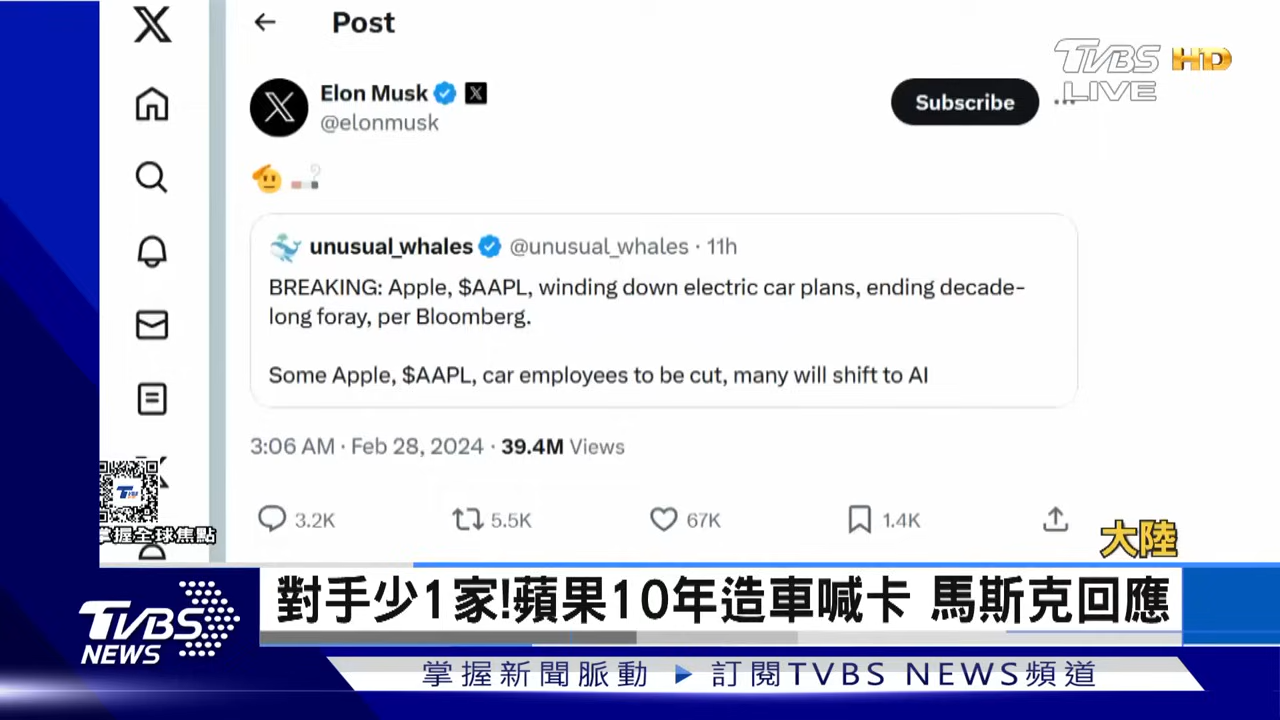 Post
TVBS HD
LIVE
Elon Musk
@elonmusk
Subscribe
unusual_whales @unusual_whales · 11h
BREAKING: Apple, $AAPL, winding down electric car plans, ending decade-
long foray, per Bloomberg.
Some Apple, $AAPL, car employees to be cut, many will shift to AI
3:06 AM · Feb 28, 2024 · 39.4M Views
3.2K 5.5K 67K 1.4K
掌握全球焦點
大陸
對手少1家!蘋果10年造車喊卡 馬斯克回應
TVBS
NEWS
掌握新聞脈動 ▶ 訂閱TVBS NEWS頻道